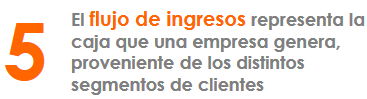 5
El flujo de ingresos representa la
caja que una empresa genera,
proveniente de los distintos
segmentos de clientes